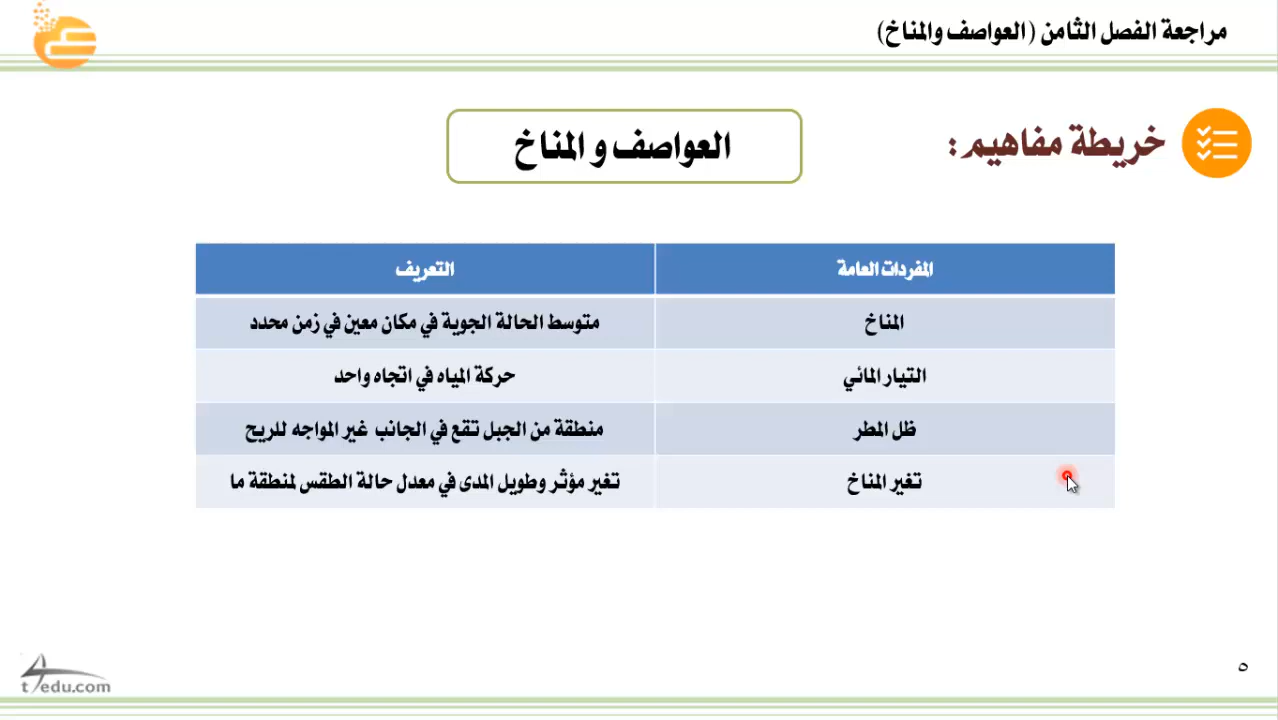 مراجعة الفصل الثامن (العواصف والمناخ)
خريطة مفاهيم:
العواصف و المناخ
المفردات العامة التعريف
المناخ متوسط الحالة الجوية في مكان معين في زمن محدد
التيار المائي حركة المياه في اتجاه واحد
ظل المطر منطقة من الجبل تقع في الجانب غير المواجه للريح
تغير المناخ تغير مؤثر وطويل المدى في معدل حالة الطقس لمنطقة ما
٥
t4edu.com